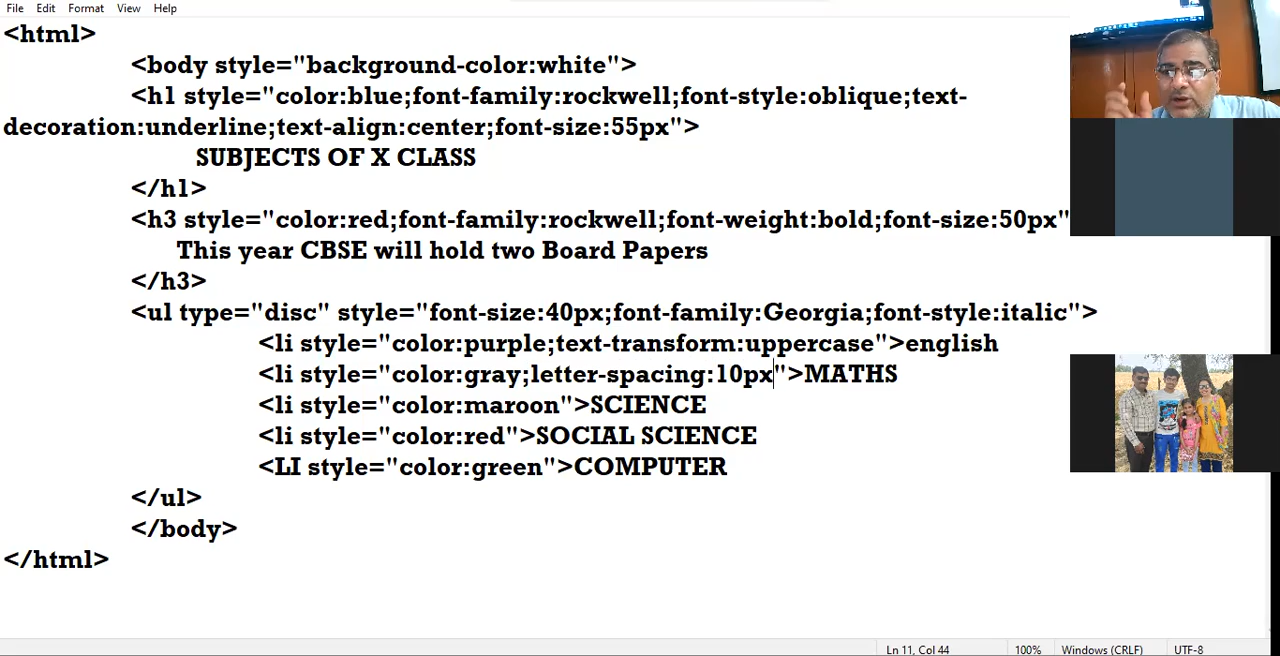 File Edit Format View Help
<html>
<body style="background-color:white">
<h1 style="color:blue;font-family:rockwell;font-style:oblique;text-
decoration:underline;text-align:center;font-size:55px">
SUBJECTS OF X CLASS
</h1>
<h3 style="color:red;font-family:rockwell;font-weight:bold;font-size:50px"
This year CBSE will hold two Board Papers
</h3>
<ul type="disc" style="font-size:40px;font-family:Georgia;font-style:italic">
<li style="color:purple;text-transform:uppercase">english
<li style="color:gray;letter-spacing:10px">MATHS
<li style="color:maroon">SCIENCE
<li style="color:red">SOCIAL SCIENCE
<LI style="color:green">COMPUTER
</ul>
</body>
</html>
Ln 11, Col 44 100% Windows (CRLF) UTF-8